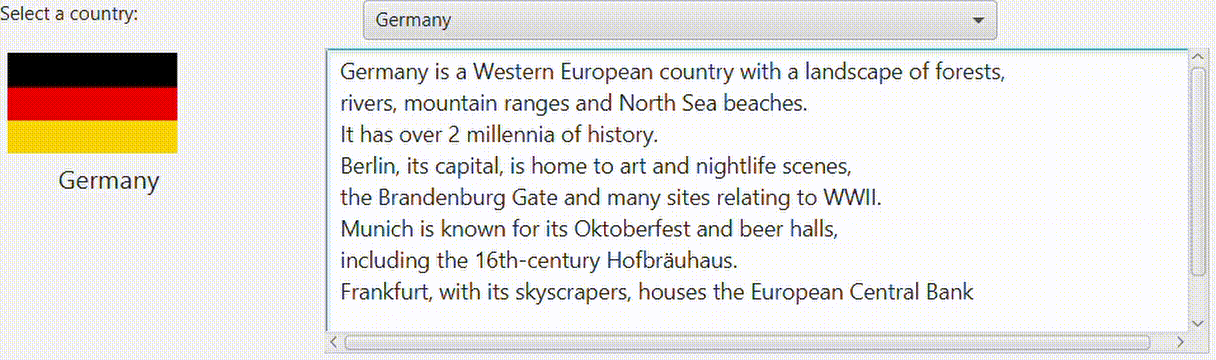 Select a country:
Germany
Germany
Germany is a Western European country with a landscape of forests,
rivers, mountain ranges and North Sea beaches.
It has over 2 millennia of history.
Berlin, its capital, is home to art and nightlife scenes,
the Brandenburg Gate and many sites relating to WWII.
Munich is known for its Oktoberfest and beer halls,
including the 16th-century Hofbräuhaus.
Frankfurt, with its skyscrapers, houses the European Central Bank